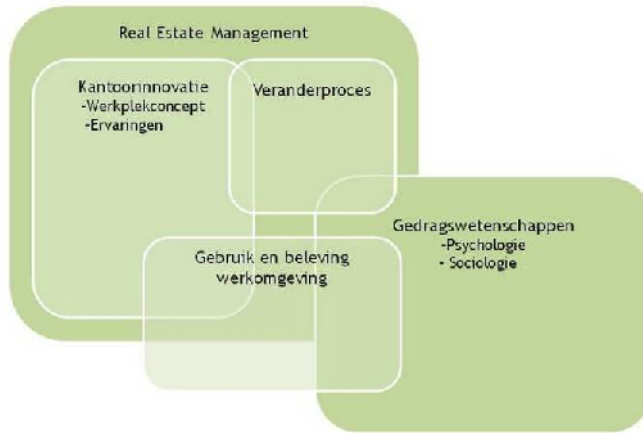 Real Estate Management
Kantoorinnovatie
-Werkplekconcept
-Ervaringen
Veranderproces
Gedragswetenschappen
-Psychologie
- Sociologie
Gebruik en beleving
werkomgeving